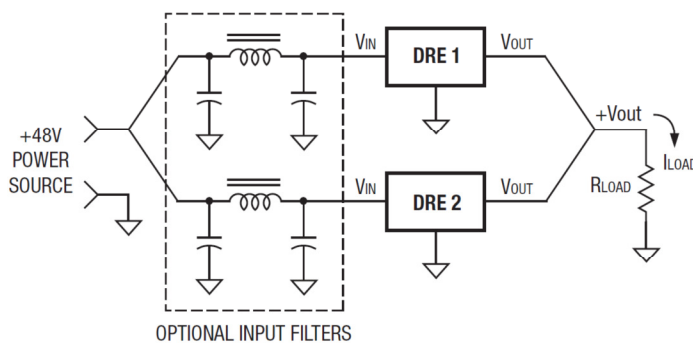 VIN
DRE 1
VOUT
+48V
POWER
SOURCE
+Vout
ILOAD
RLOAD
VIN
DRE 2
VOUT
OPTIONAL INPUT FILTERS